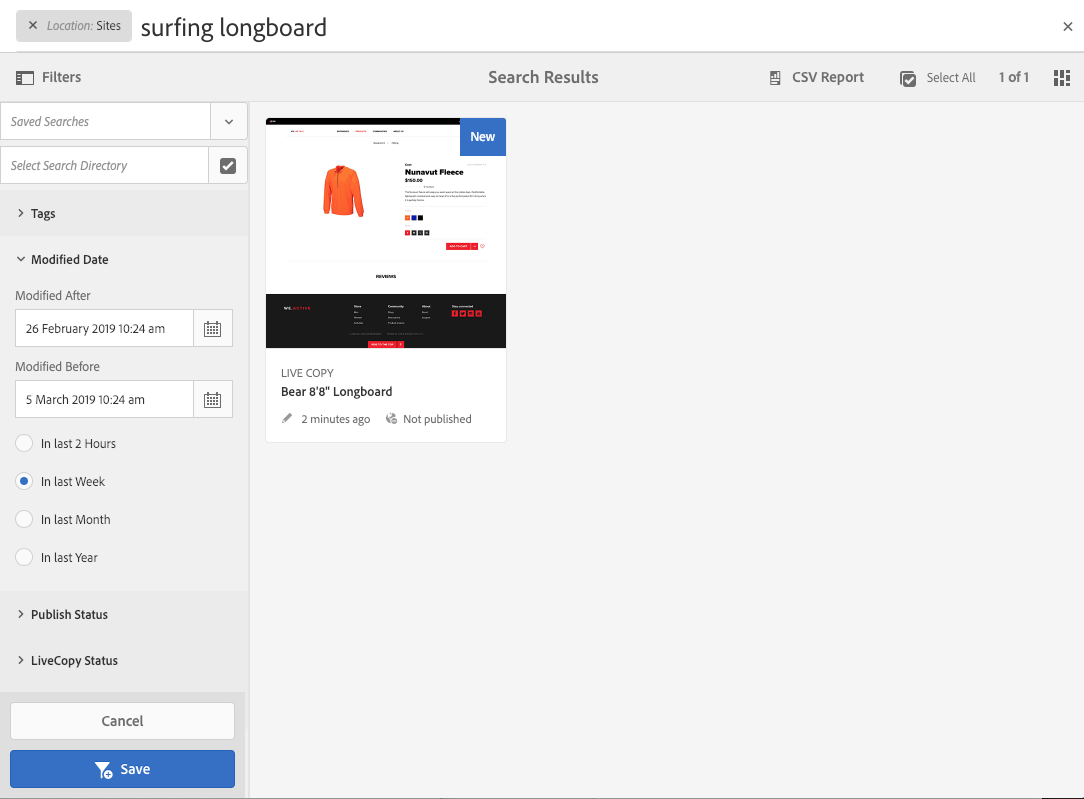 Location: Sites
surfing longboard
Filters
Search Results
CSV Report
Select All
1 of 1
Saved Searches
Select Search Directory
Tags
Modified Date
Modified After
26 February 2019 10:24 am
Modified Before
5 March 2019 10:24 am
In last 2 Hours
In last Week
In last Month
In last Year
Publish Status
LiveCopy Status
Cancel
Save
New
Nunavut Fleece
$150.00
ADD TO CART
REVIEWS
LIVE COPY
Bear 8'8" Longboard
2 minutes ago
Not published